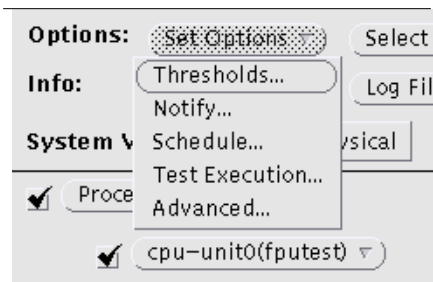 Options: Set Options Select
Info: Thresholds... Log Fil
Notify...
System V Schedule... ysical
Test Execution...
Proce
Advanced...
cpu-unit0(fputest)